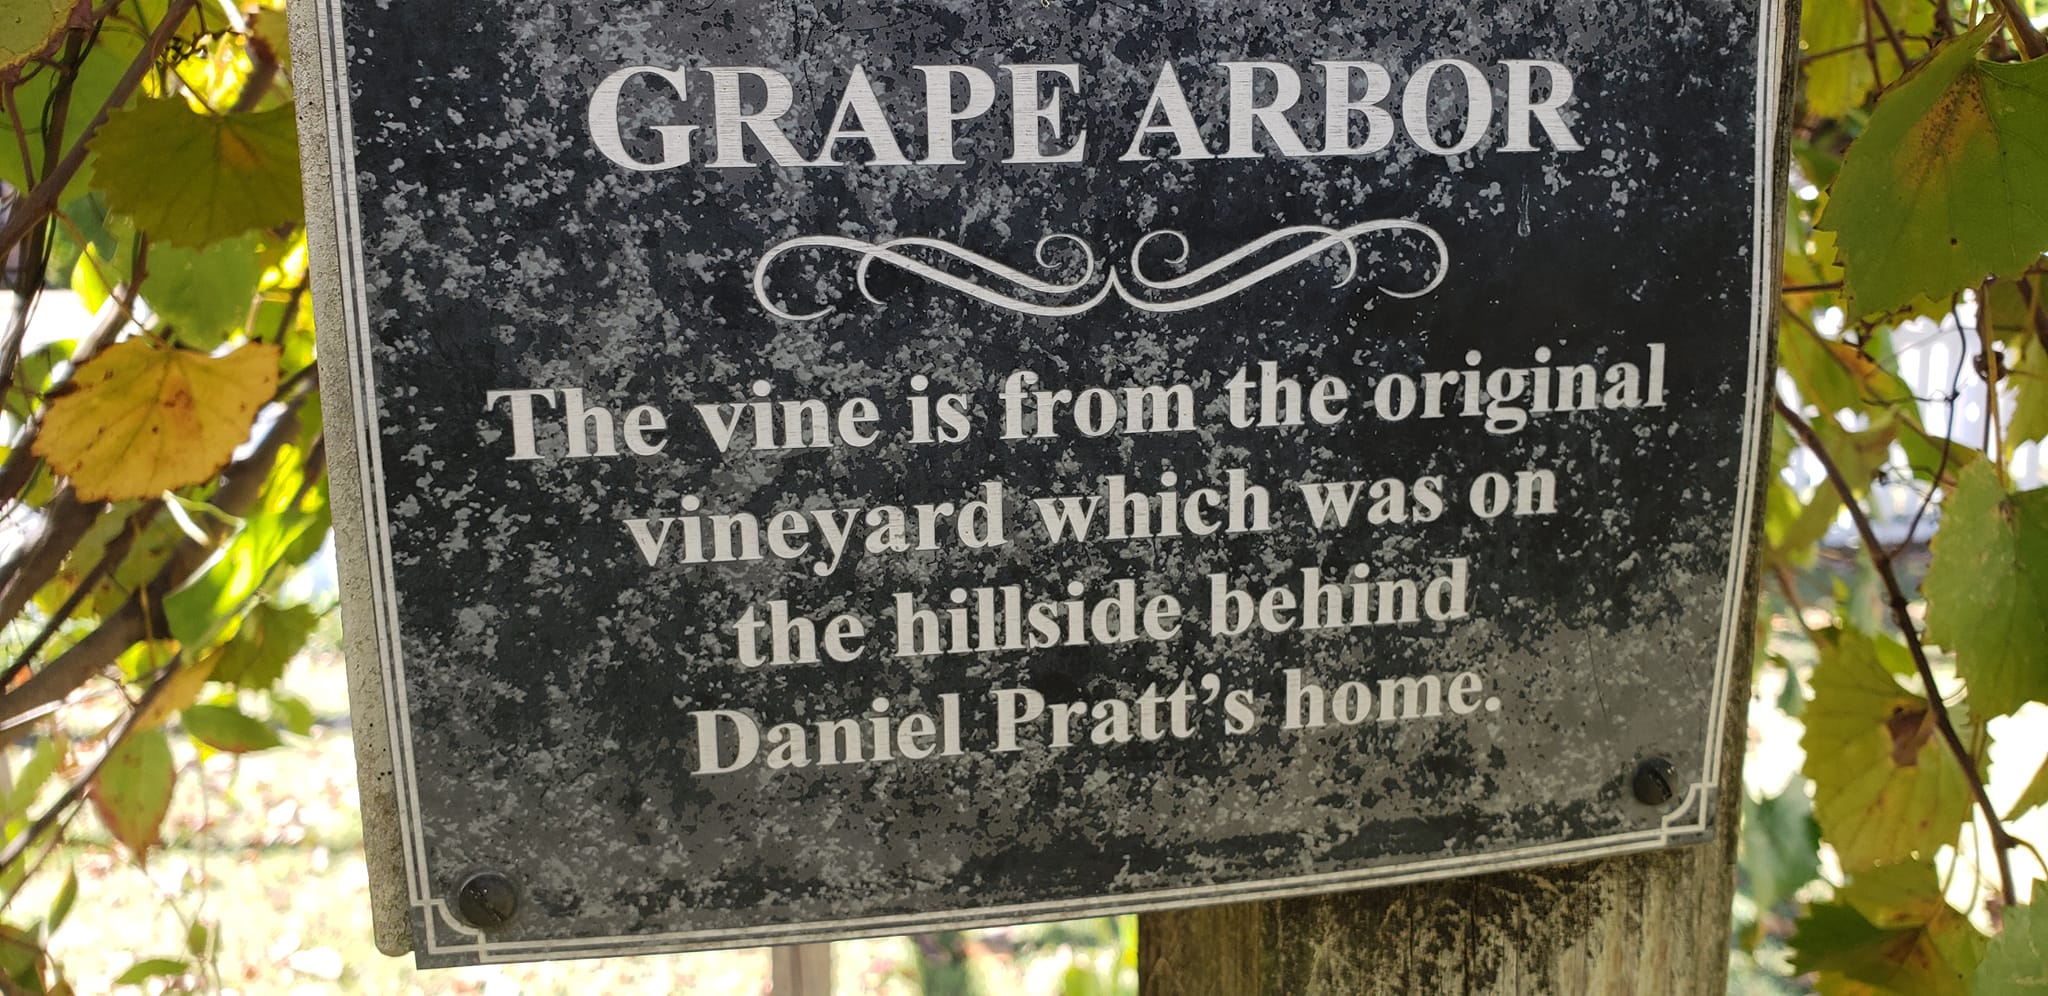 GRAPE ARBOR
The vine is from the original
vineyard which was on
the hillside behind
Daniel Pratt’s home.